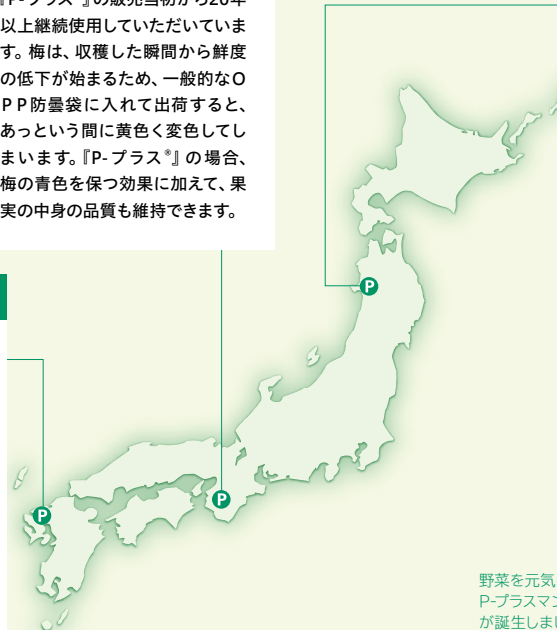 『P-プラス®』の販売当初から20年
以上継続使用していただいていま
す。梅は、収穫した瞬間から鮮度
の低下が始まるため、一般的なO
PP防曇袋に入れて出荷すると、
あっという間に黄色く変色してし
まいます。『P-プラス®』の場合、
梅の青色を保つ効果に加えて、果
実の中身の品質も維持できます。
P
P
P
野菜を元気
P-プラスマン
が誕生しまし